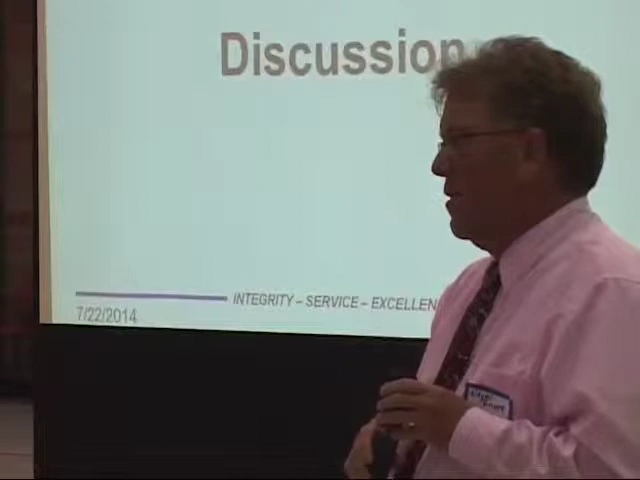 Discussion
INTEGRITY – SERVICE – EXCELLEN
7/22/2014